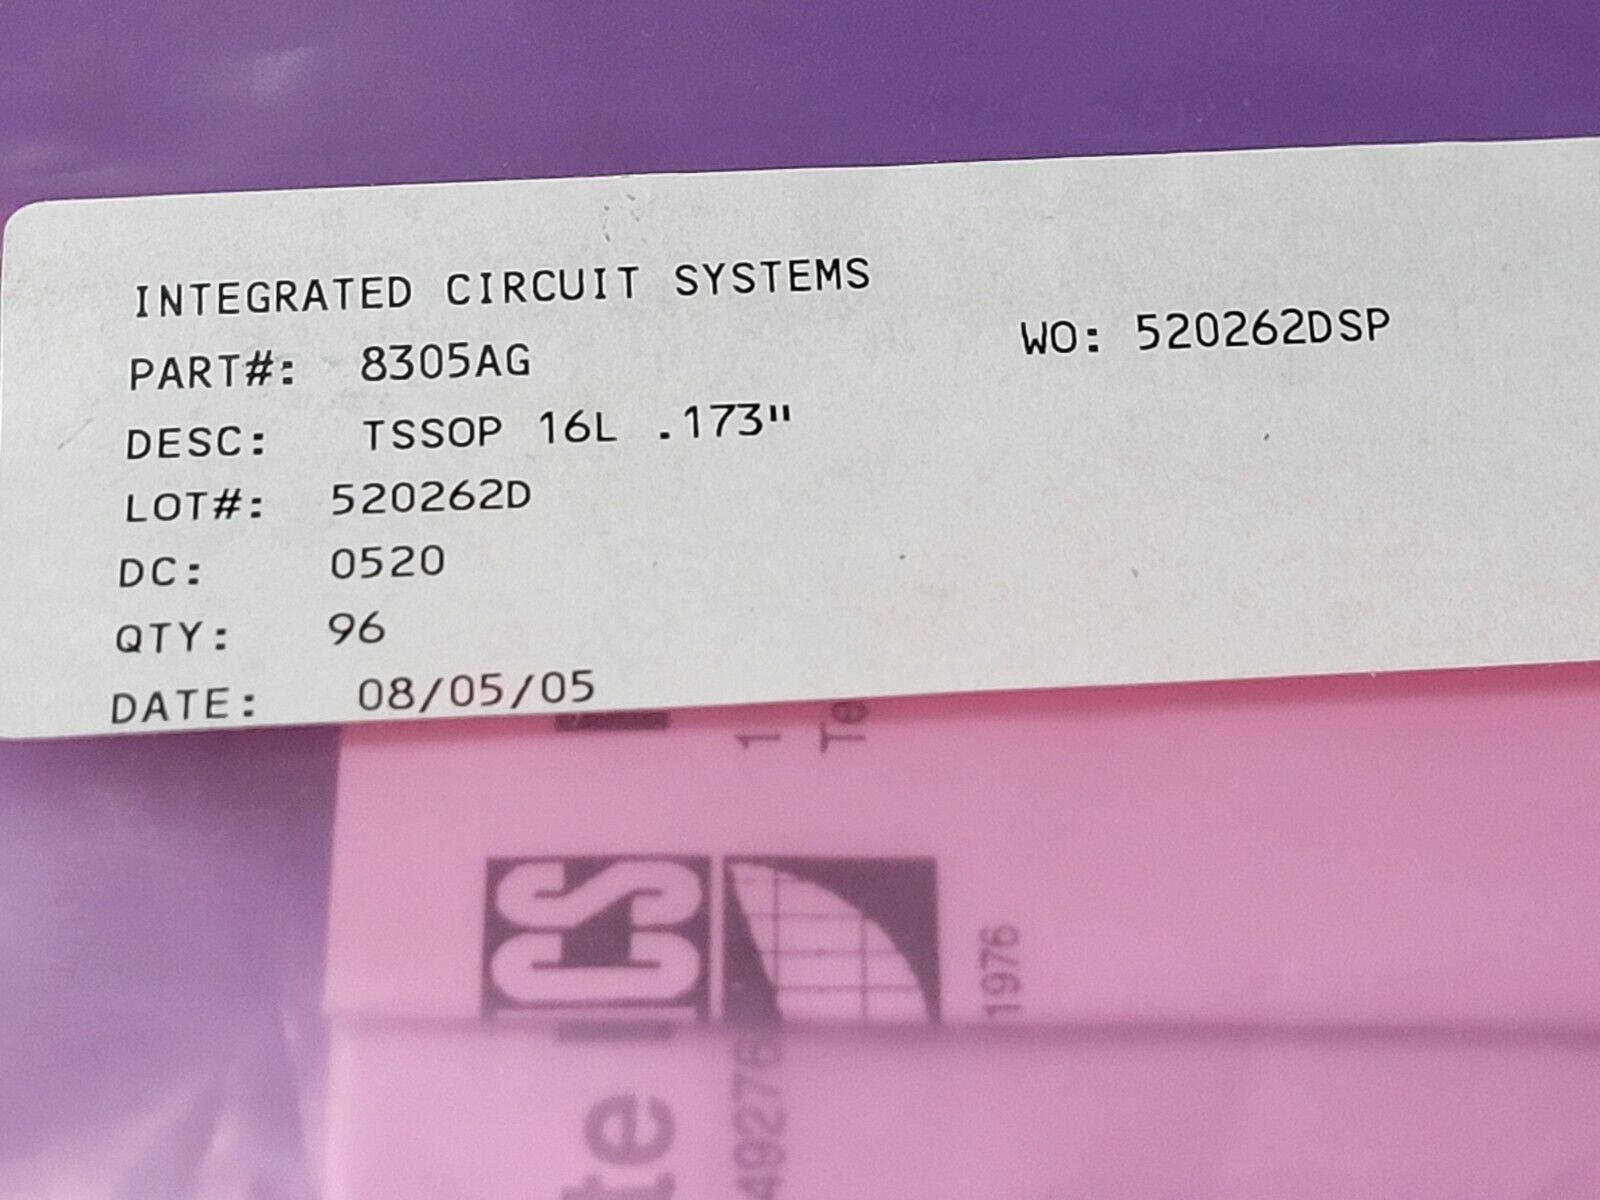 INTEGRATED CIRCUIT SYSTEMS
PART#: 8305AG
WO: 520262DSP
DESC: TSSOP 16L .173"
LOT#: 520262D
DC: 0520
QTY: 96
DATE: 08/05/05
ICS
1976
49276